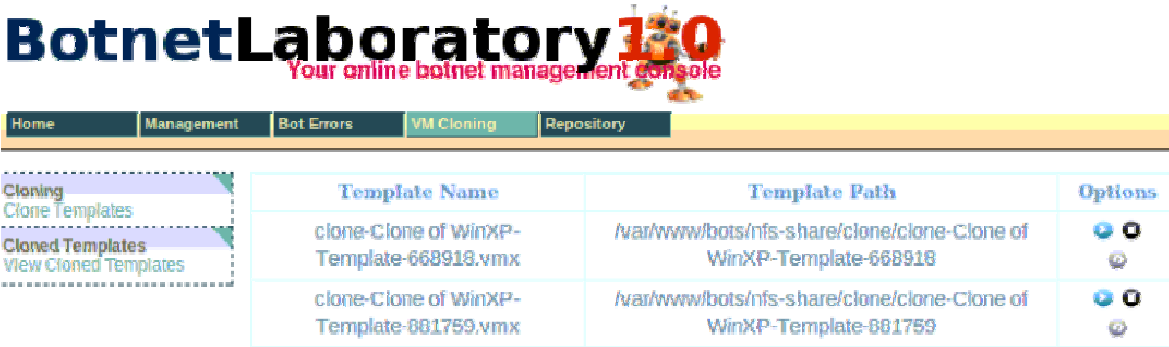 BotnetLaboratory1.0
Your online botnet management console
Home Management Bot Errors VM Cloning Repository
Cloning
Clone Templates
Cloned Templates
View Cloned Templates
Template Name Template Path Options
clone-Clone of WinXP- /var/www/bots/nfs-share/clone/clone-Clone of
Template-668918.vmx WinXP-Template-668918
clone-Clone of WinXP- /var/www/bots/nfs-share/clone/clone-Clone of
Template-881759.vmx WinXP-Template-881759